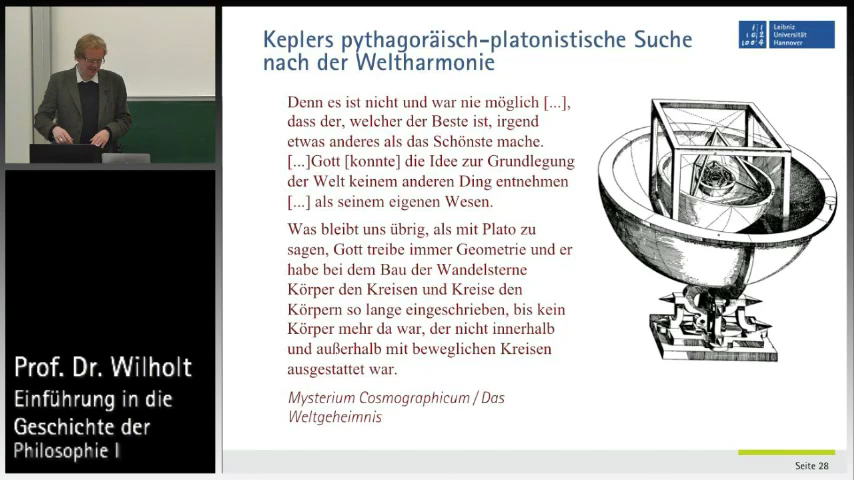 Keplers pythagoräisch-platonistische Suche
nach der Weltharmonie
Leibniz
Universität
Hannover
Denn es ist nicht und war nie möglich [...],
dass der, welcher der Beste ist, irgend
etwas anderes als das Schönste mache.
[...]Gott [konnte] die Idee zur Grundlegung
der Welt keinem anderen Ding entnehmen
[...] als seinem eigenen Wesen.
Was bleibt uns übrig, als mit Plato zu
sagen, Gott treibe immer Geometrie und er
habe bei dem Bau der Wandelsterne
Körper den Kreisen und Kreise den
Körpern so lange eingeschrieben, bis kein
Körper mehr da war, der nicht innerhalb
und außerhalb mit beweglichen Kreisen
ausgestattet war.
Mysterium Cosmographicum / Das
Weltgeheimnis
Prof. Dr. Wilholt
Einführung in die
Geschichte der
Philosophie I
Seite 28